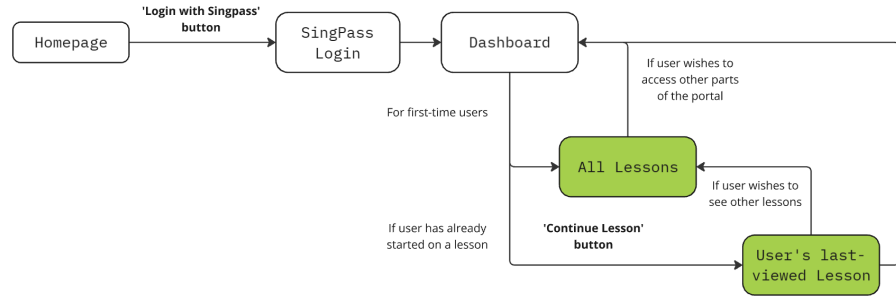 'Login with Singpass'
button
Homepage
SingPass
Login
Dashboard
If user wishes to
access other parts
of the portal
For first-time users
All Lessons
If user wishes to
see other lessons
If user has already
started on a lesson
'Continue Lesson'
button
User's last-
viewed Lesson